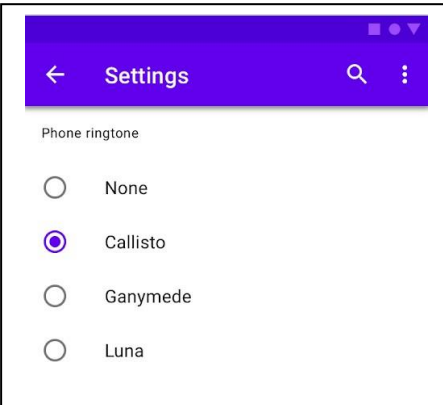 Settings
Phone ringtone
None
Callisto
Ganymede
Luna